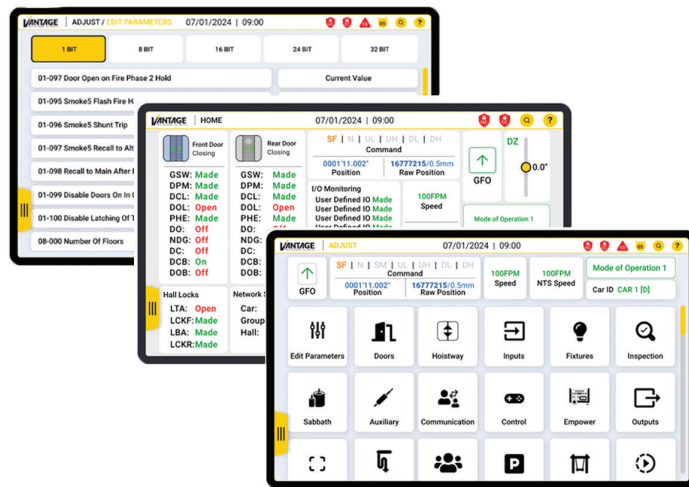 VANTAGE ADJUST / EDIT PARAMETERS 07/01/2024 | 09:00
1 BIT 8 BIT 16 BIT 24 BIT 32 BIT
01-097 Door Open on Fire Phase 2 Hold Current Value
01-095 Smoke5 Flash Fire H
01-096 Smoke5 Shunt Trip
01-097 Smoke5 Recall to Alt
01-098 Recall to Main After
01-099 Disable Doors On In
01-100 Disable Latching Of
08-000 Number Of Floors
VANTAGE HOME 07/01/2024 | 09:00
Front Door
Closing
GSW: Made
DPM: Made
DCL: Made
DOL: Open
PHE: Made
DO: Off
NDG: Off
DC: Off
DCB: On
DOB: Off
Rear Door
Closing
GSW: Made
DPM: Made
DCL: Made
DOL: Open
PHE: Made
DO: Off
NDG:
DC:
DCB:
DOB:
SF | N | UL | UH | DL | DH
Command
0001'11.002" 16777215/0.5mm
Position Raw Position
I/O Monitoring
User Defined IO Made
User Defined IO Made
User Defined IO Made
User Defined IO Made
100FPM
Speed
GFO
DZ
0.0"
Mode of Operation 1
Hall Locks
LTA: Open
LCKF: Made
LBA: Made
LCKR: Made
Network
Car:
Group
Hall:
VANTAGE ADJUST 07/01/2024 | 09:00
GFO
SF | N | SM | UL | UH | DL | DH
Command
0001'11.002" 16777215/0.5mm
Position Raw Position
100FPM
Speed
100FPM
NTS Speed
Mode of Operation 1
Car ID CAR 1 [D]
Edit Parameters Doors Hoistway Inputs Fixtures Inspection
Sabbath Auxiliary Communication Control Empower Outputs
P